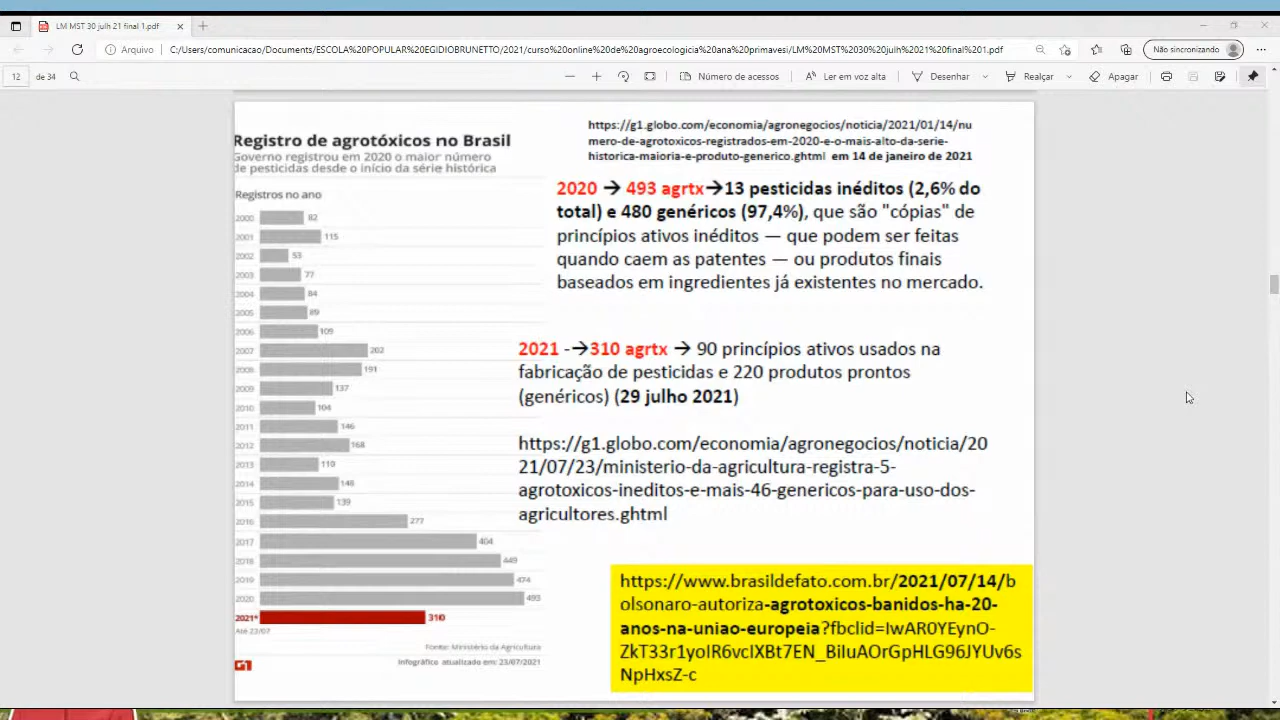 LM MST 30 julh 21 final 1.pdf
Arquivo
C:/Users/comunicacao/Documents/ESCOLA%20POPULAR%20EGIDIOBRUNETTO/2021/curso%20online%20de%20agroecologicia%20ana%20primavesi/LM%20MST%2030%20julh%2021%20final%201.pdf
Não sincronizando
12 de 34
Número de acessos
Ler em voz alta
Desenhar
Realçar
Apagar
Registro de agrotóxicos no Brasil
Governo registrou em 2020 o maior número
de pesticidas desde o início da série histórica
Registros no ano
2000 82
2001 115
2002 53
2003 77
2004 84
2005 89
2006 109
2007 202
2008 191
2009 137
2010 104
2011 146
2012 168
2013 110
2014 148
2015 139
2016 277
2017 404
2018 449
2019 474
2020 493
2021* 310
Até 23/07
Fonte: Ministério da Agricultura
Infográfico atualizado em: 23/07/2021
G1
https://g1.globo.com/economia/agronegocios/noticia/2021/01/14/nu
mero-de-agrotoxicos-registrados-em-2020-e-o-mais-alto-da-serie-
historica-maioria-e-produto-generico.ghtml em 14 de janeiro de 2021
2020 → 493 agrtx→13 pesticidas inéditos (2,6% do
total) e 480 genéricos (97,4%), que são "cópias" de
princípios ativos inéditos — que podem ser feitas
quando caem as patentes — ou produtos finais
baseados em ingredientes já existentes no mercado.
2021 -→310 agrtx → 90 princípios ativos usados na
fabricação de pesticidas e 220 produtos prontos
(genéricos) (29 julho 2021)
https://g1.globo.com/economia/agronegocios/noticia/20
21/07/23/ministerio-da-agricultura-registra-5-
agrotoxicos-ineditos-e-mais-46-genericos-para-uso-dos-
agricultores.ghtml
https://www.brasildefato.com.br/2021/07/14/b
olsonaro-autoriza-agrotoxicos-banidos-ha-20-
anos-na-uniao-europeia?fbclid=IwAR0YEynO-
ZkT33r1yoIR6vcIXBt7EN_BiluAOrGpHLG96JYUv6s
NpHxsZ-c